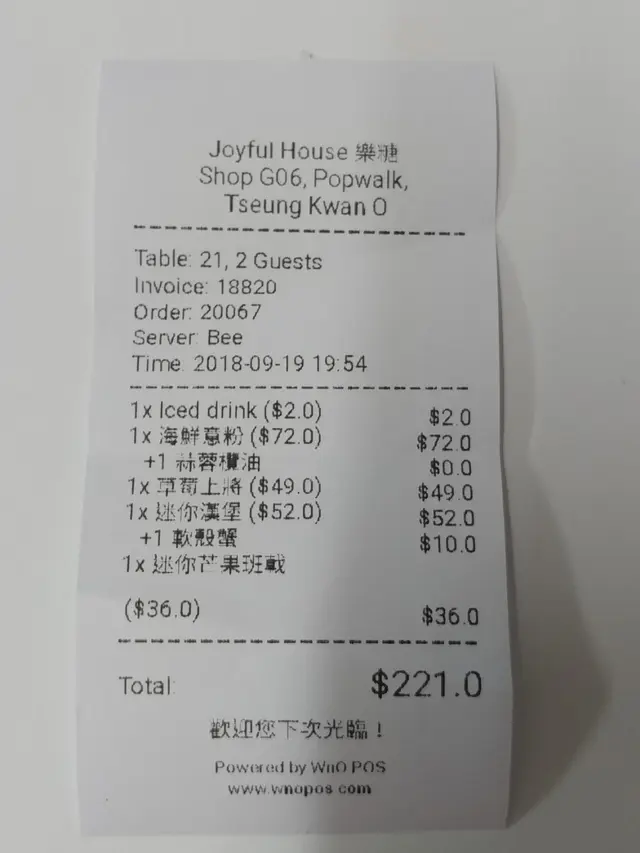 Joyful House 樂糖
Shop G06, Popwalk,
Tseung Kwan O
Table: 21, 2 Guests
Invoice: 18820
Order: 20067
Server: Bee
Time: 2018-09-19 19:54
1x Iced drink ($2.0) $2.0
1x 海鮮意粉 ($72.0) $72.0
+1 蒜蓉欖油 $0.0
1x 草莓上將 ($49.0) $49.0
1x 迷你漢堡 ($52.0) $52.0
+1 軟殼蟹 $10.0
1x 迷你芒果班戟
($36.0) $36.0
Total: $221.0
歡迎您下次光臨！
Powered by WnO POS
www.wnopos.com